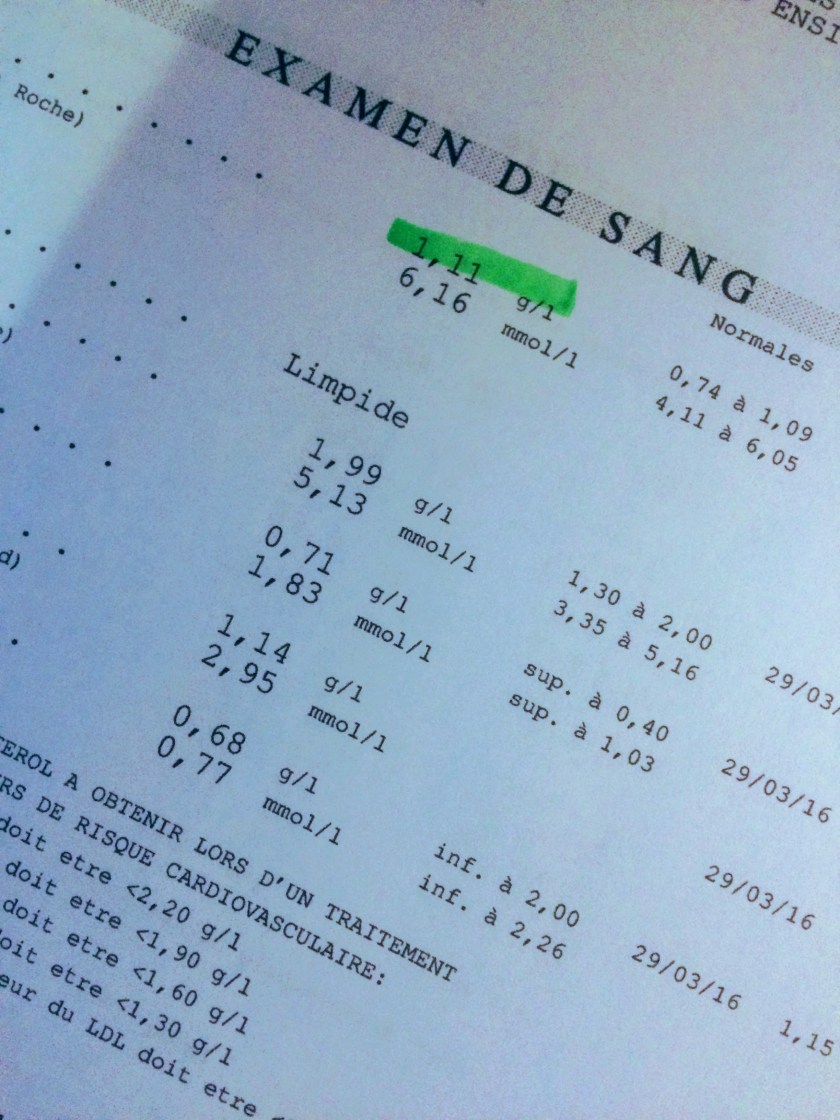 ENSI
EXAMEN DE SANG
Roche)
Normales
1,11 g/l 0,74 à 1,09
6,16 mmol/l 4,11 à 6,05
Limpide
1,99 g/l 1,30 à 2,00
5,13 mmol/l 3,35 à 5,16 29/03/
0,71 g/l sup. à 0,40
1,83 mmol/l sup. à 1,03 29/03/16
d)
1,14 g/l
2,95 mmol/l 29/03/16
0,68 g/l inf. à 2,00
0,77 mmol/l inf. à 2,26 29/03/16 1,15
TEROL A OBTENIR LORS D'UN TRAITEMENT
RS DE RISQUE CARDIOVASCULAIRE:
doit etre <2,20 g/l
doit etre <1,90 g/l
doit etre <1,60 g/l
doit etre <1,30 g/l
eur du LDL doit etre <